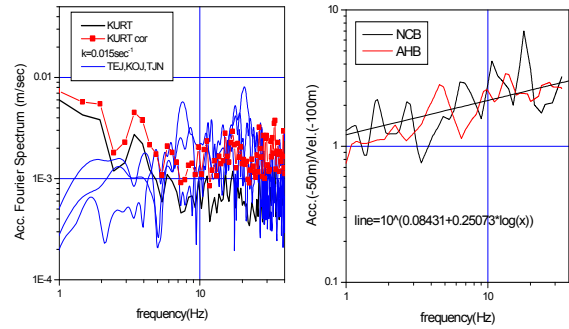 KURT
KURT cor
k=0.015sec⁻¹
TEJ,KOJ,TJN
0.01
1E-3
1E-4
1
10
Acc. Fourier Spectrum (m/sec)
frequency(Hz)
NCB
AHB
10
1
0.1
1
10
Acc.(-50m)/Vel.(-100m)
line=10^(0.08431+0.25073*log(x))
frequency(Hz)